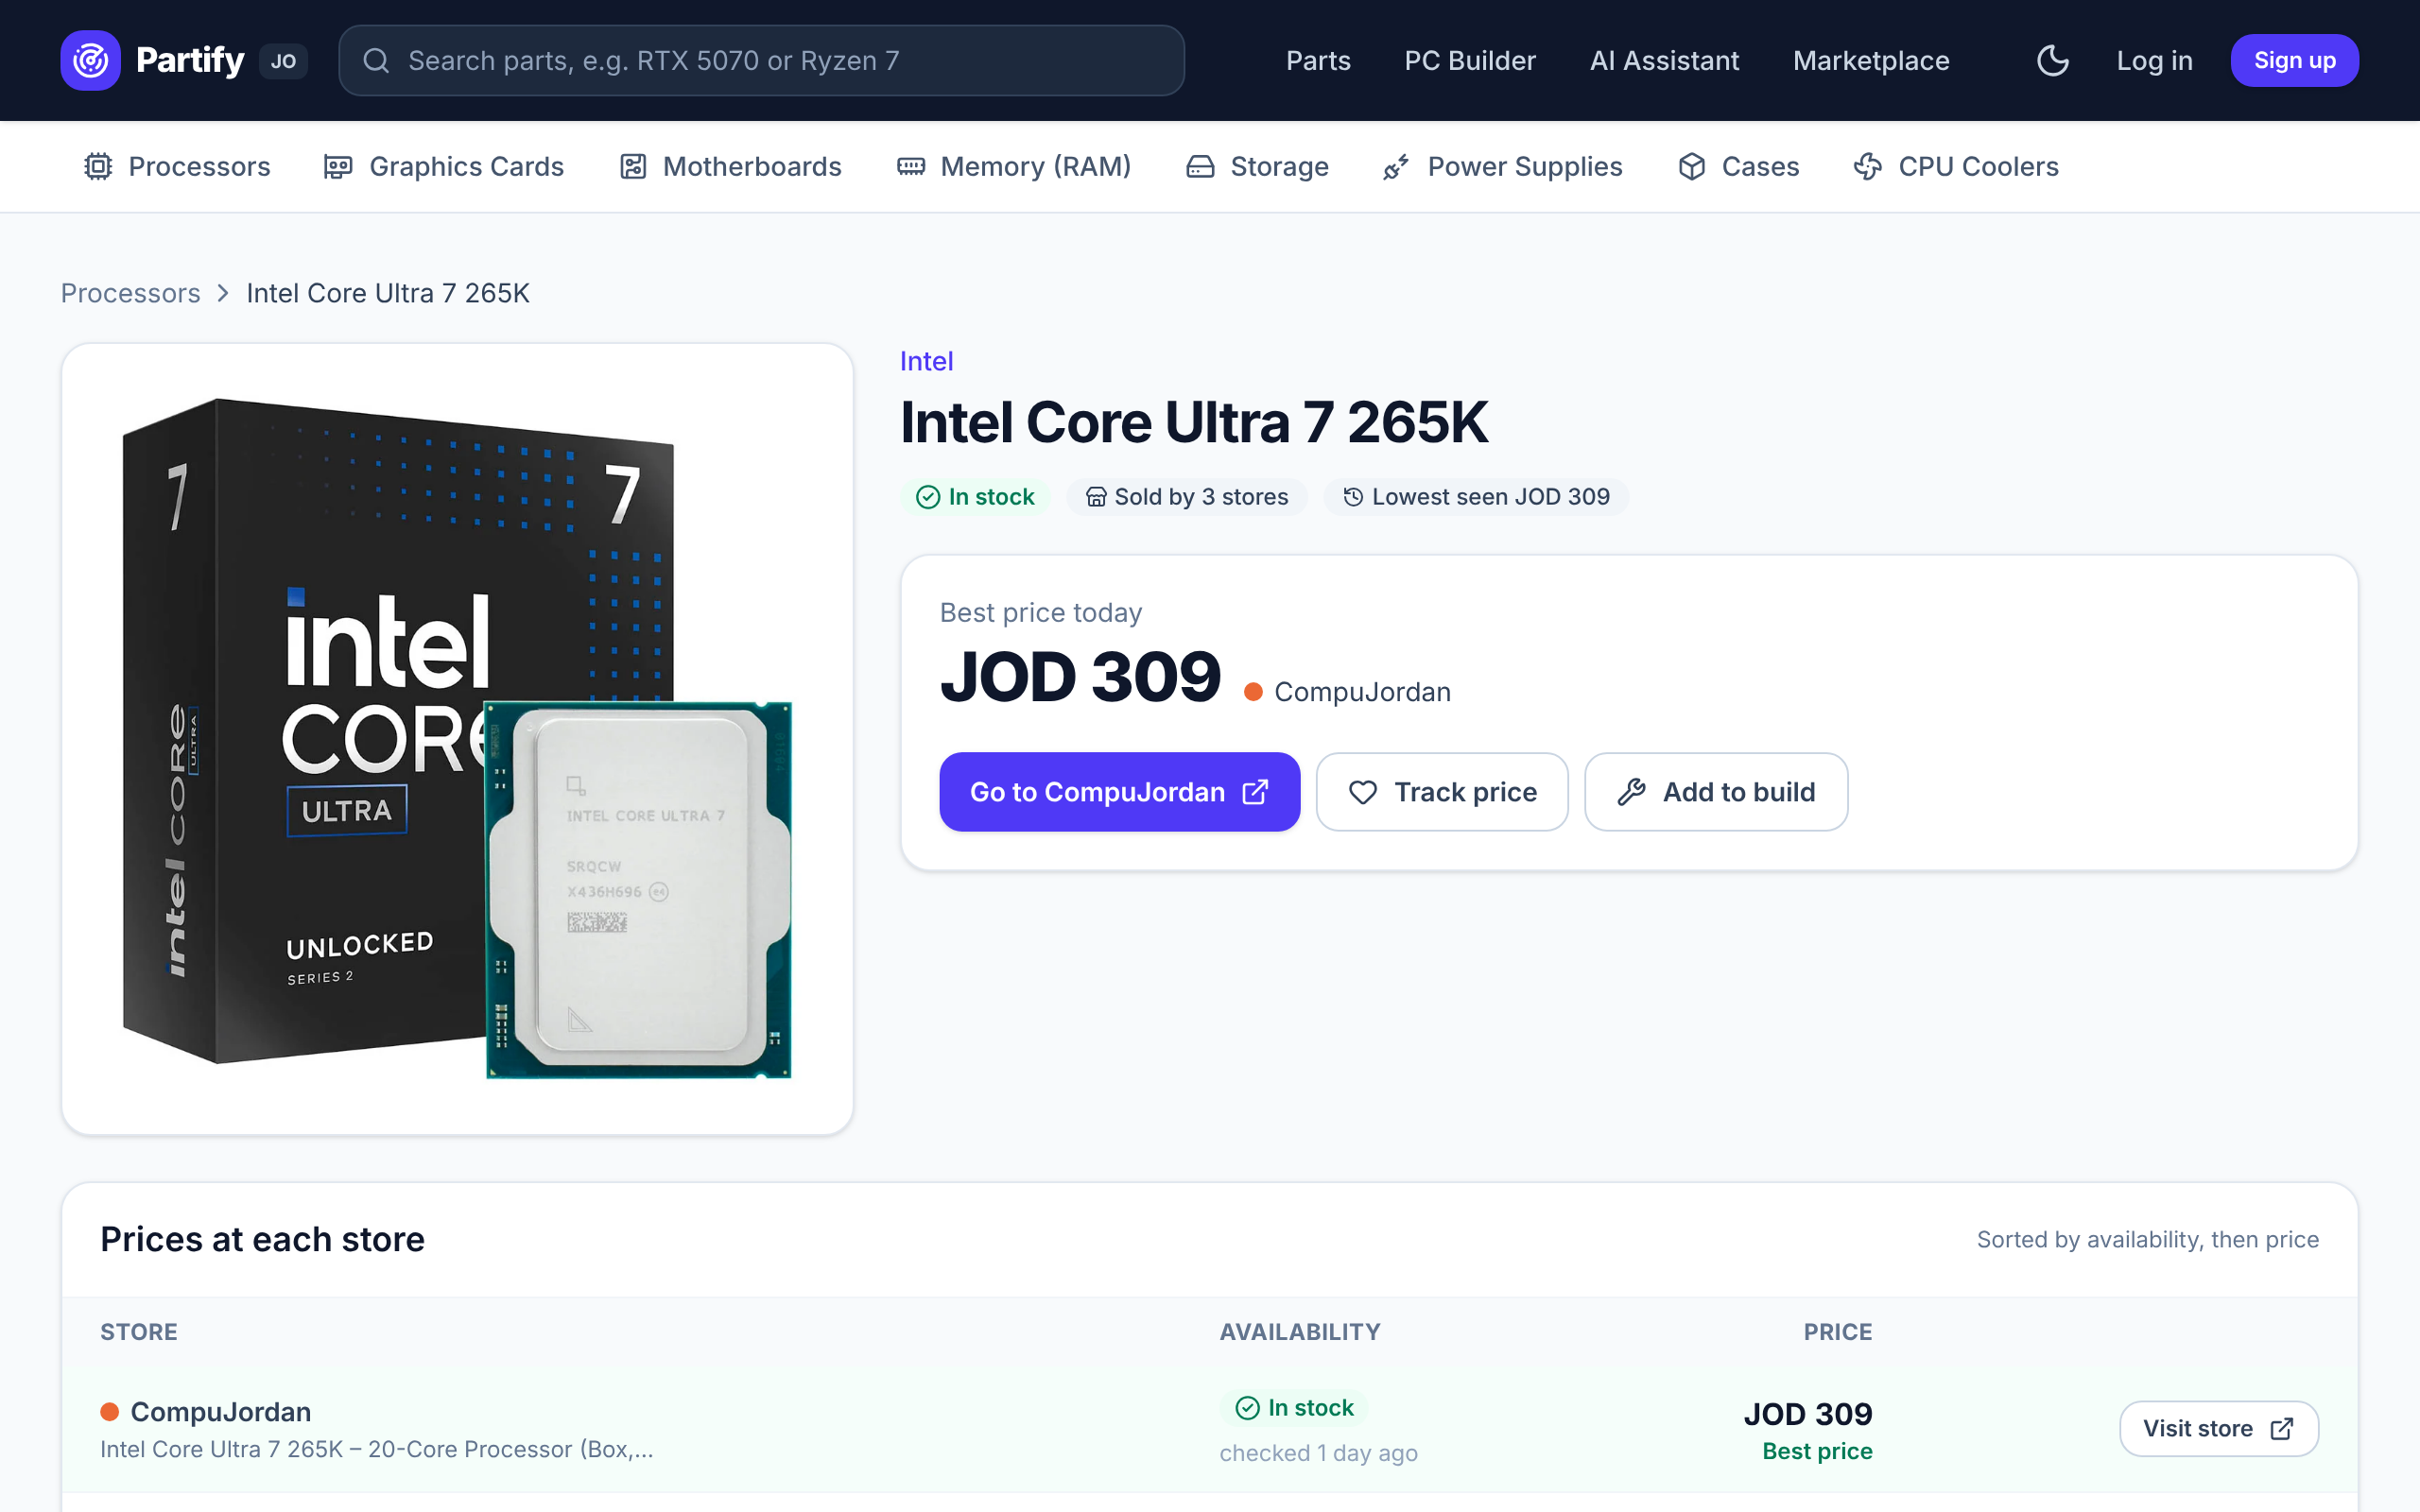 Partify JO
Search parts, e.g. RTX 5070 or Ryzen 7
Parts
PC Builder
AI Assistant
Marketplace
Log in
Sign up
Processors
Graphics Cards
Motherboards
Memory (RAM)
Storage
Power Supplies
Cases
CPU Coolers
Processors > Intel Core Ultra 7 265K
7
7
intel
CORE
ULTRA
UNLOCKED
SERIES 2
intel CORE
ULTRA
INTEL CORE ULTRA 7
SRQCW
X436H696 e4
Intel
Intel Core Ultra 7 265K
In stock
Sold by 3 stores
Lowest seen JOD 309
Best price today
JOD 309
CompuJordan
Go to CompuJordan
Track price
Add to build
Prices at each store
Sorted by availability, then price
STORE
AVAILABILITY
PRICE
CompuJordan
Intel Core Ultra 7 265K – 20-Core Processor (Box,...
In stock
checked 1 day ago
JOD 309
Best price
Visit store